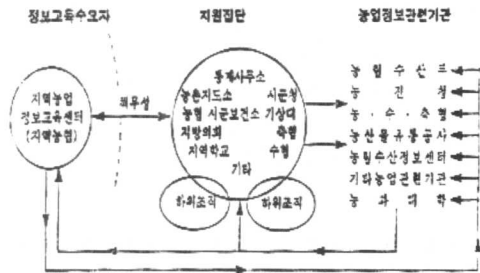 정보교육수요자
지원집단
농업정보관련기관
지역농업
정보교육센터
(지역농협)
쌍무성
통계사무소
농촌지도소 시군청
농협 시군보건소 기상대
지방의회 축협
지역학교 수협
기타
하위조직
하위조직
농림수산부
농진청
농·수·축협
농산물유통공사
농림수산정보센터
기타농업관련기관
농과대학